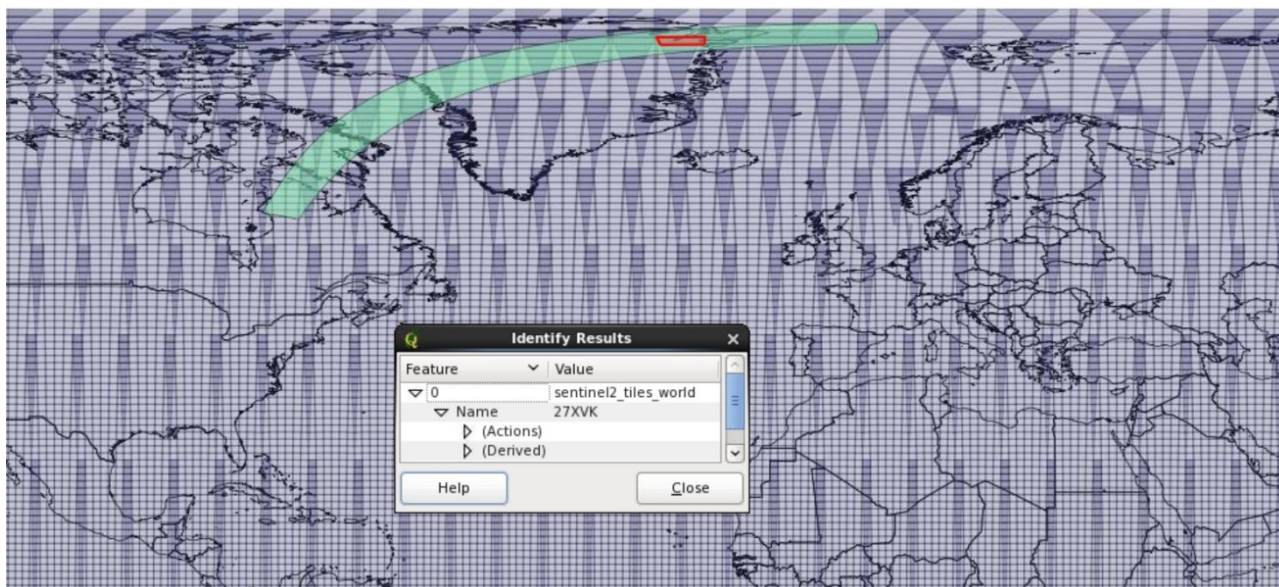 Identify Results
Feature Value
0 sentinel2_tiles_world
Name 27XVK
(Actions)
(Derived)
Help Close